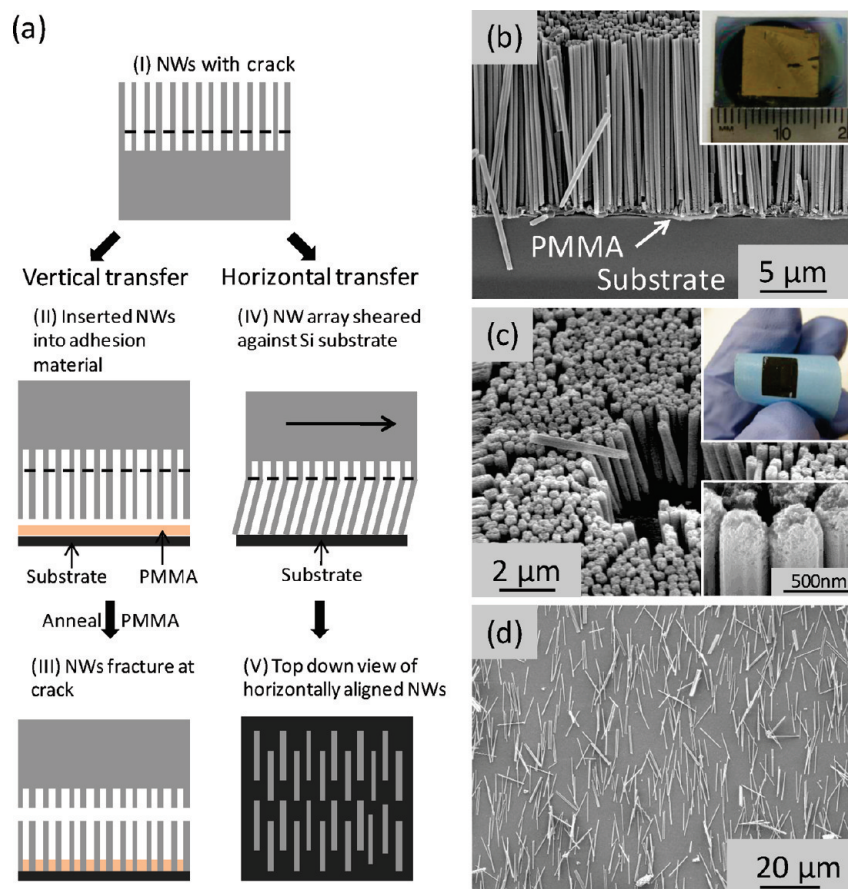 (a)
(I) NWs with crack
Vertical transfer
Horizontal transfer
(II) Inserted NWs
into adhesion
material
(IV) NW array sheared
against Si substrate
Substrate
PMMA
Substrate
Anneal
PMMA
(III) NWs fracture at
crack
(V) Top down view of
horizontally aligned NWs
(b)
MM
10
2
PMMA
Substrate
5 μm
(c)
2 μm
500nm
(d)
20 μm